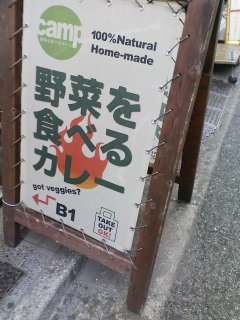 camp
100%Natural
Home-made
野菜を
食べる
カレー
got veggies?
B1
TAKE
OUT
OK!